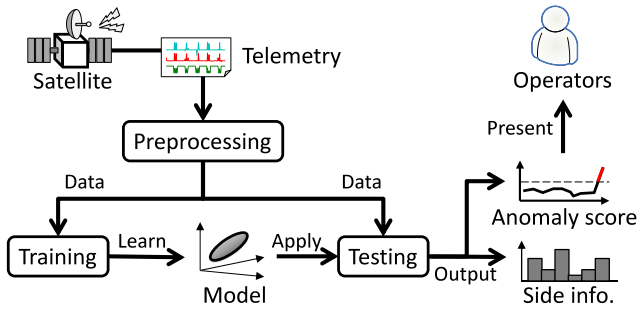 Satellite
Telemetry
Operators
Preprocessing
Present
Data
Data
Anomaly score
Training
Learn
Model
Apply
Testing
Output
Side info.